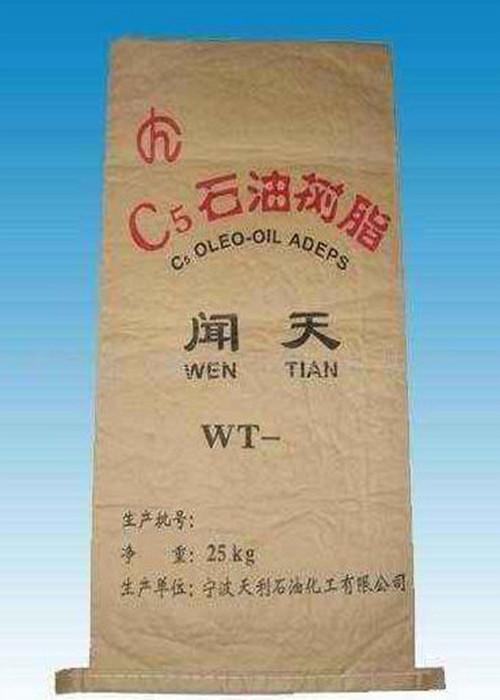 C5石油树脂
C5 OLEO-OIL ADEPS
闻 天
WEN TIAN
WT-
生产批号:
净 重: 25kg
生产单位: 宁波天利石油化工有限公司